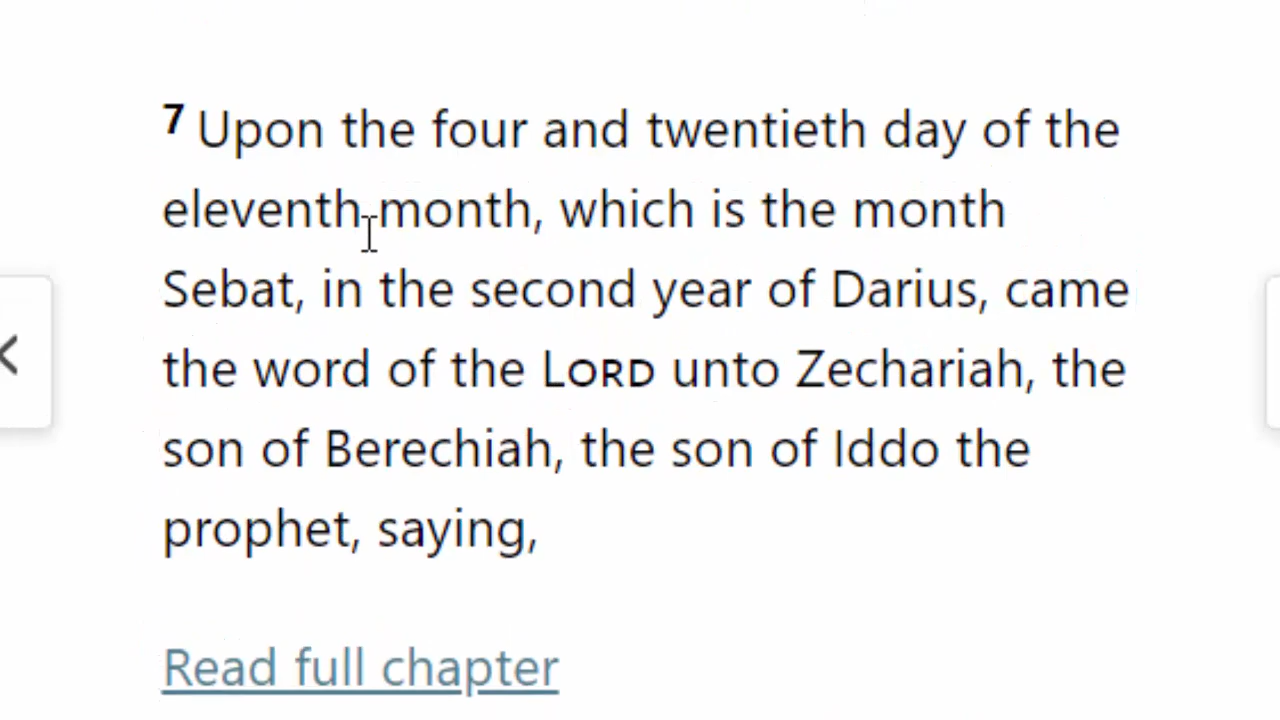 7 Upon the four and twentieth day of the
eleventh month, which is the month
Sebat, in the second year of Darius, came
the word of the LORD unto Zechariah, the
son of Berechiah, the son of Iddo the
prophet, saying,
Read full chapter